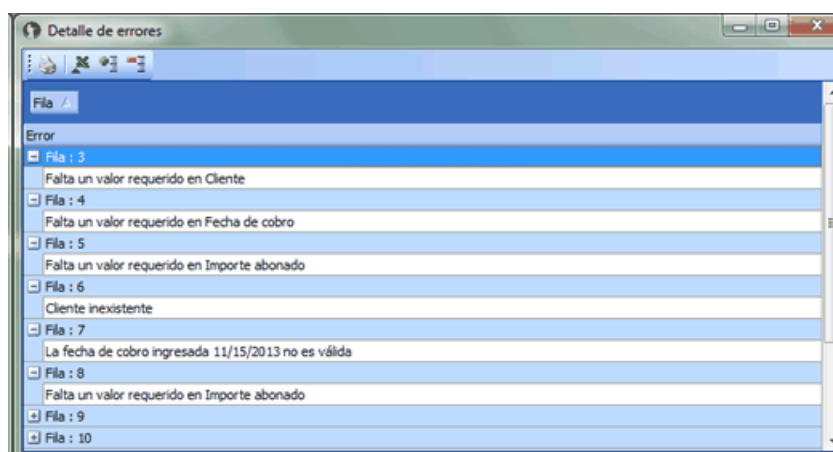 Detalle de errores
Fila
Error
Fila : 3
Falta un valor requerido en Cliente
Fila : 4
Falta un valor requerido en Fecha de cobro
Fila : 5
Falta un valor requerido en Importe abonado
Fila : 6
Cliente inexistente
Fila : 7
La fecha de cobro ingresada 11/15/2013 no es válida
Fila : 8
Falta un valor requerido en Importe abonado
Fila : 9
Fila : 10